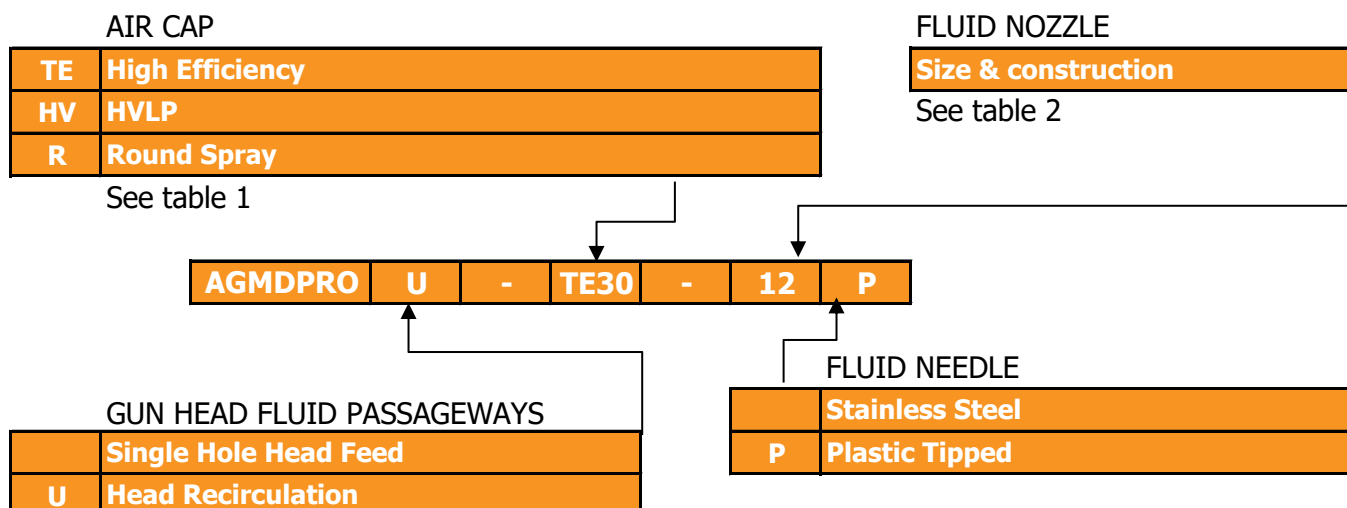 AIR CAP
TE High Efficiency
HV HVLP
R Round Spray
See table 1
FLUID NOZZLE
Size & construction
See table 2
AGMDPRO U - TE30 - 12 P
GUN HEAD FLUID PASSAGEWAYS
Single Hole Head Feed
U Head Recirculation
FLUID NEEDLE
Stainless Steel
P Plastic Tipped